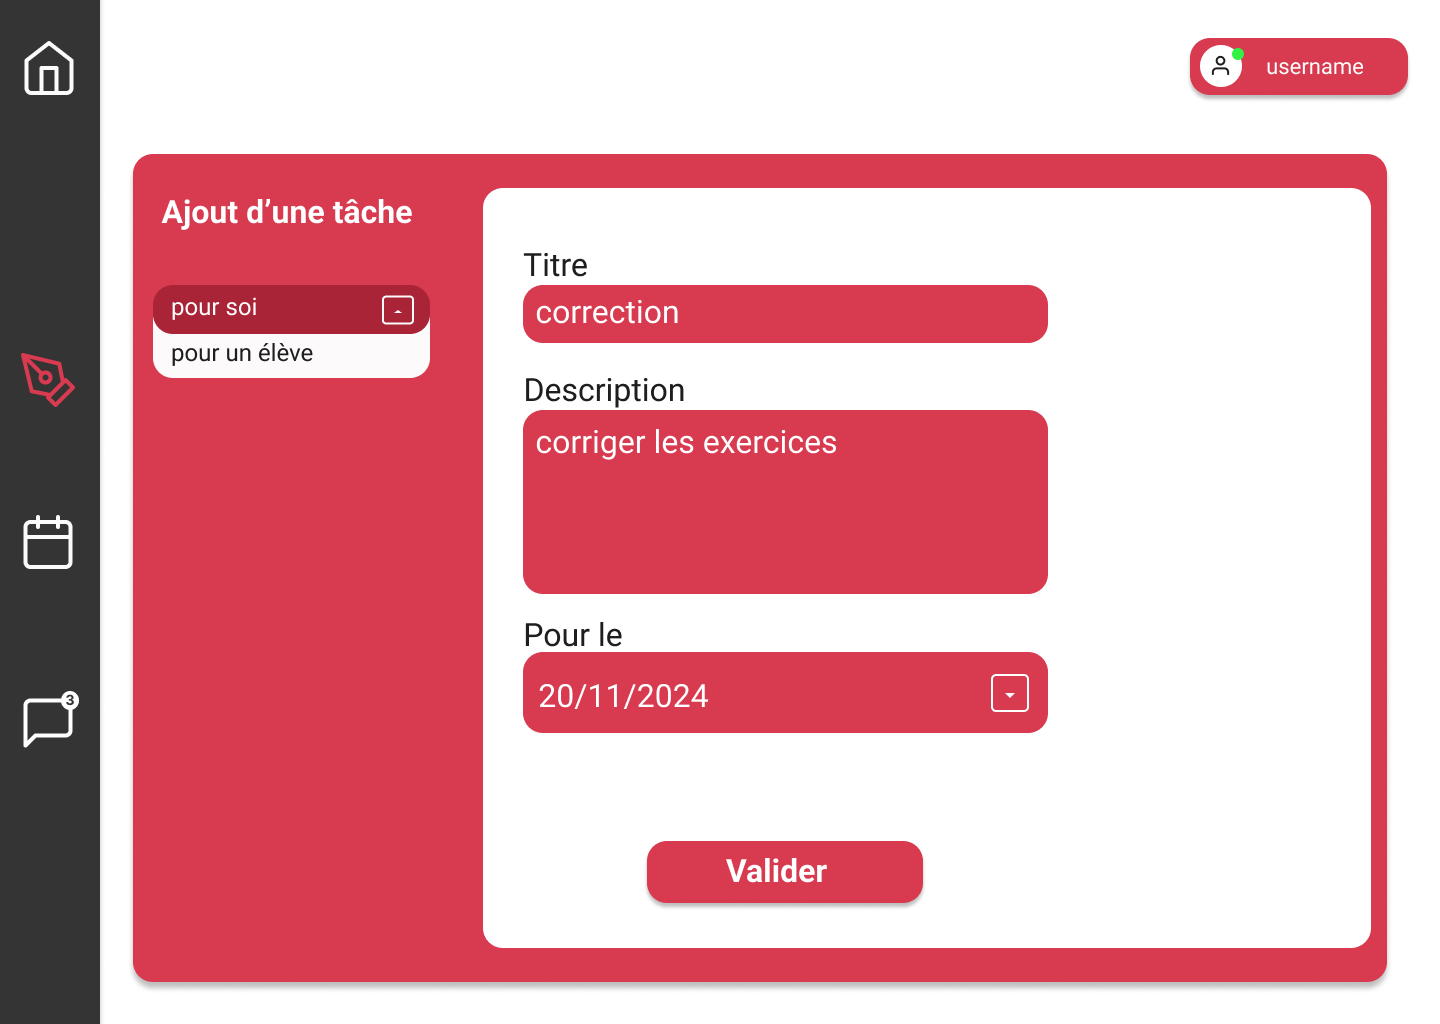 username
Ajout d’une tâche
pour soi
pour un élève
Titre
correction
Description
corriger les exercices
Pour le
20/11/2024
Valider
3